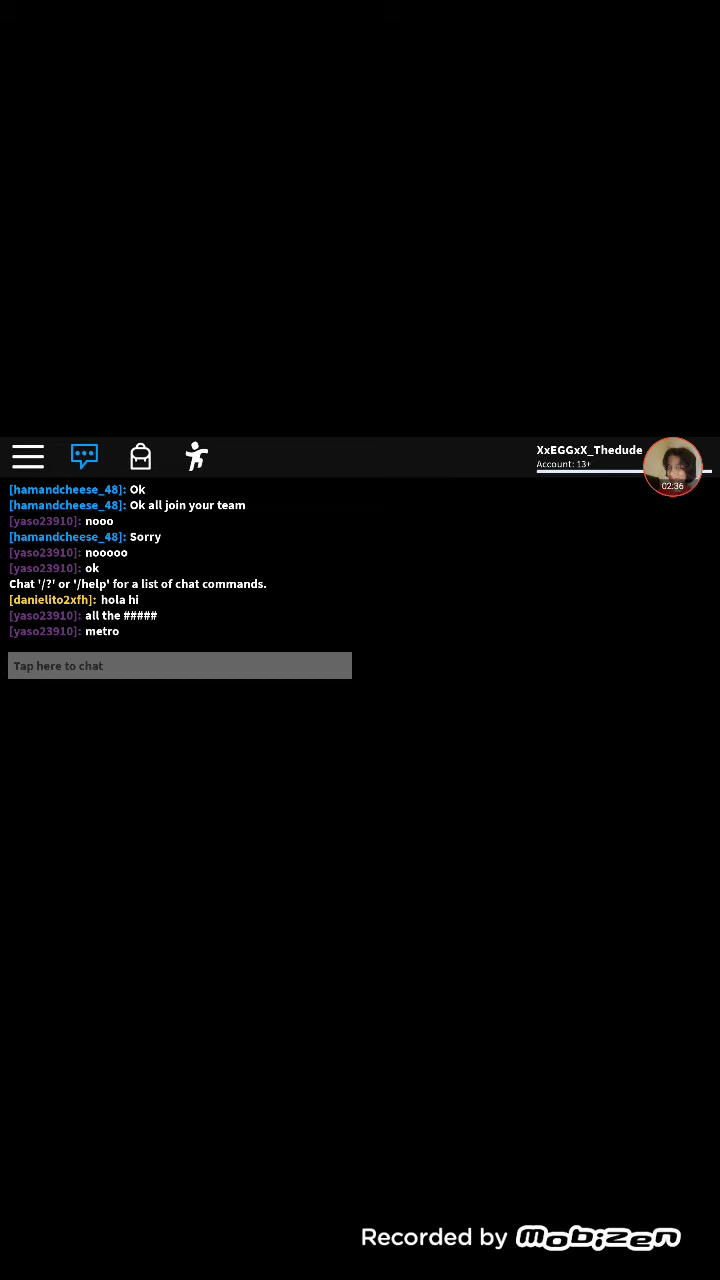 XxEGGxX_Thedude
Account: 13+
02:36
[hamandcheese_48]: Ok
[hamandcheese_48]: Ok all join your team
[yaso23910]: nooo
[hamandcheese_48]: Sorry
[yaso23910]: nooooo
[yaso23910]: ok
Chat '/?' or '/help' for a list of chat commands.
[danielito2xfh]: hola hi
[yaso23910]: all the #####
[yaso23910]: metro
Tap here to chat
Recorded by mobizen